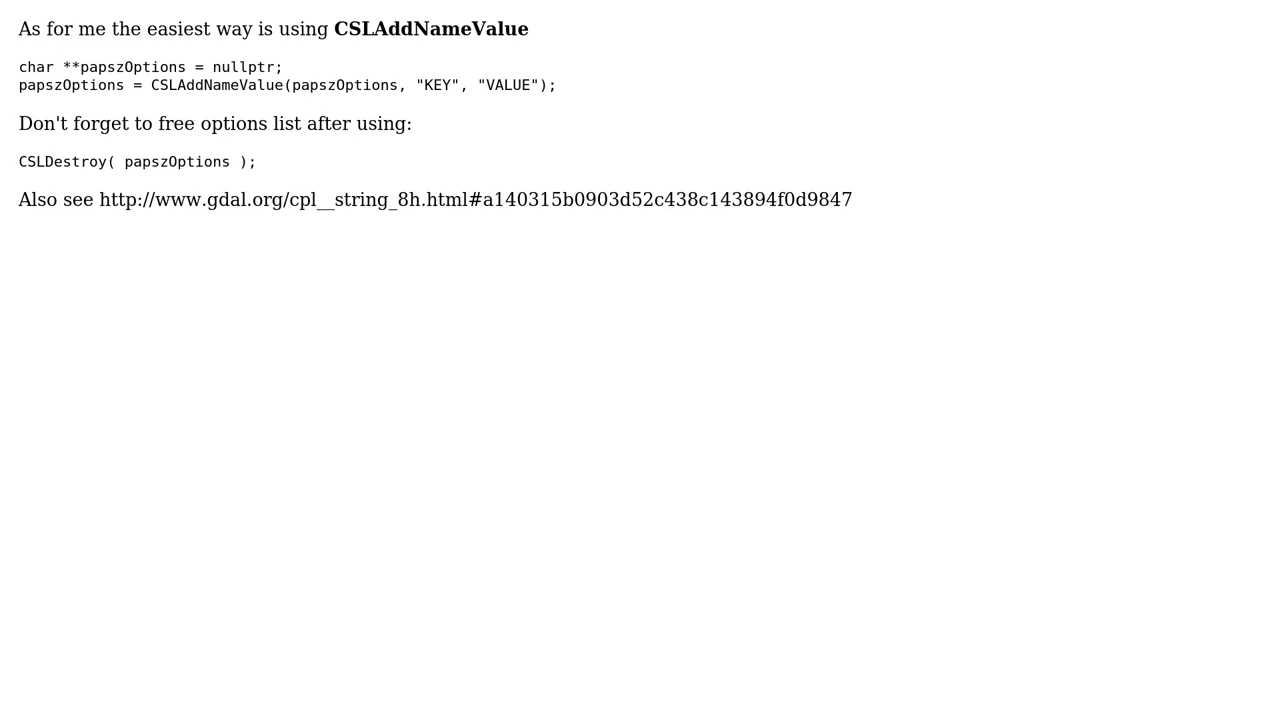 As for me the easiest way is using CSLAddNameValue
char **papszOptions = nullptr;
papszOptions = CSLAddNameValue(papszOptions, "KEY", "VALUE");
Don't forget to free options list after using:
CSLDestroy( papszOptions );
Also see http://www.gdal.org/cpl__string_8h.html#a140315b0903d52c438c143894f0d9847